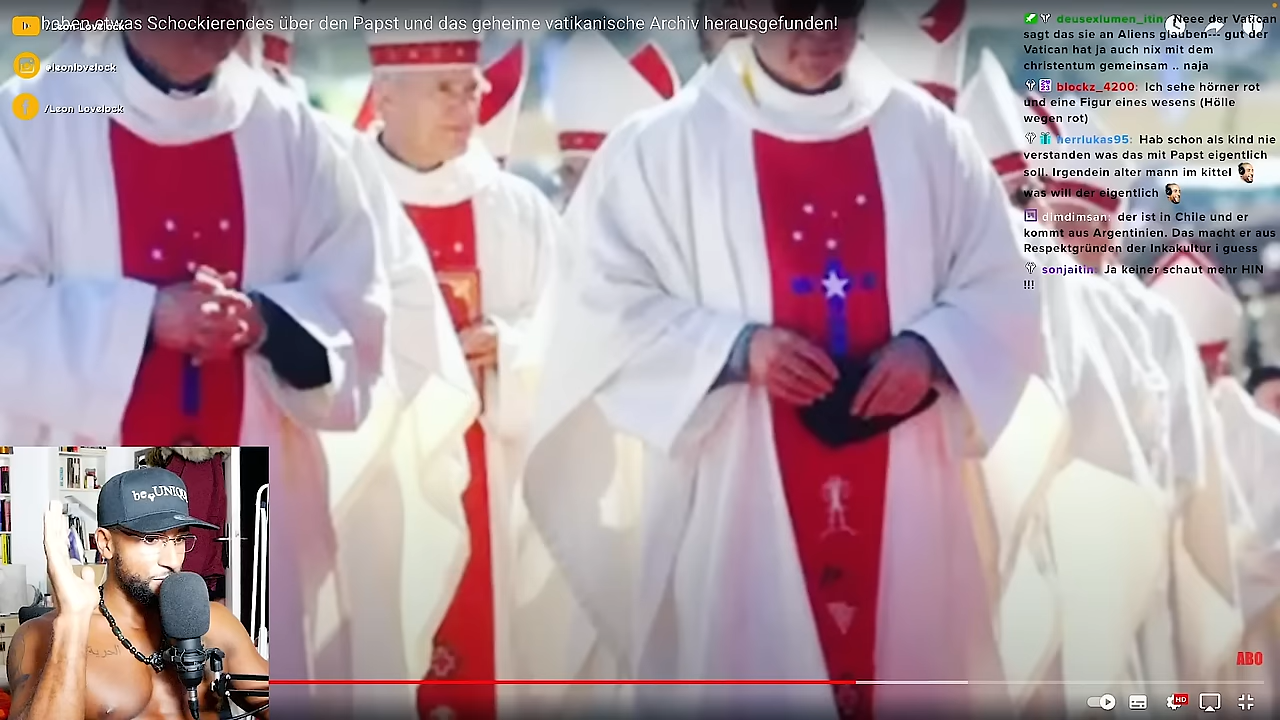 haben etwas Schockierendes über den Papst und das geheime vatikanische Archiv herausgefunden!
/Leon Lovelock
@leonlovelock
/Leon Lovelock
deusexlumen_itin: Neee der Vatican
sagt das sie an Aliens glauben-- gut der
Vatican hat ja auch nix mit dem
christentum gemeinsam .. naja
blockz_4200: Ich sehe hörner rot
und eine Figur eines wesens (Hölle
wegen rot)
herrlukas95: Hab schon als kind nie
verstanden was das mit Papst eigentlich
soll. Irgendein alter mann im kittel
was will der eigentlich
dimdimsan: der ist in Chile und er
kommt aus Argentinien. Das macht er aus
Respektgründen der Inkakultur i guess
sonjaitin: Ja keiner schaut mehr HIN
!!!
be UNIQ
ABO
HD